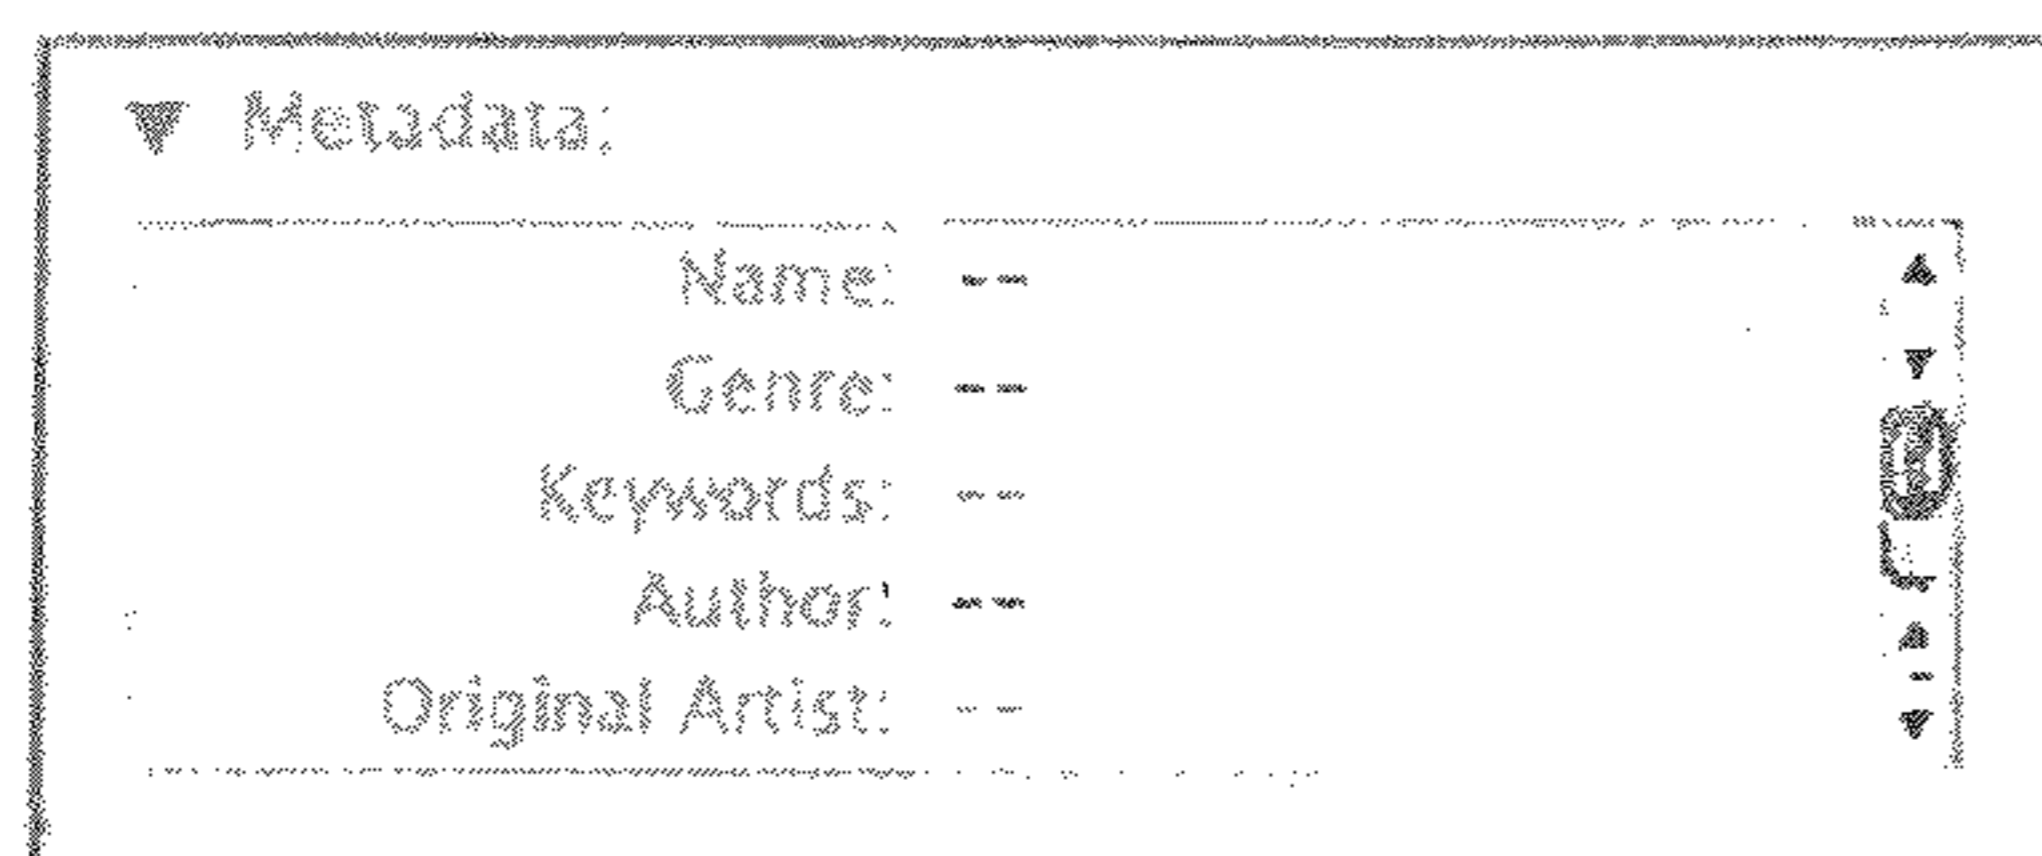 ▼ Metadata:
Name: --
Genre: --
Keywords: --
Author: --
Original Artist: --